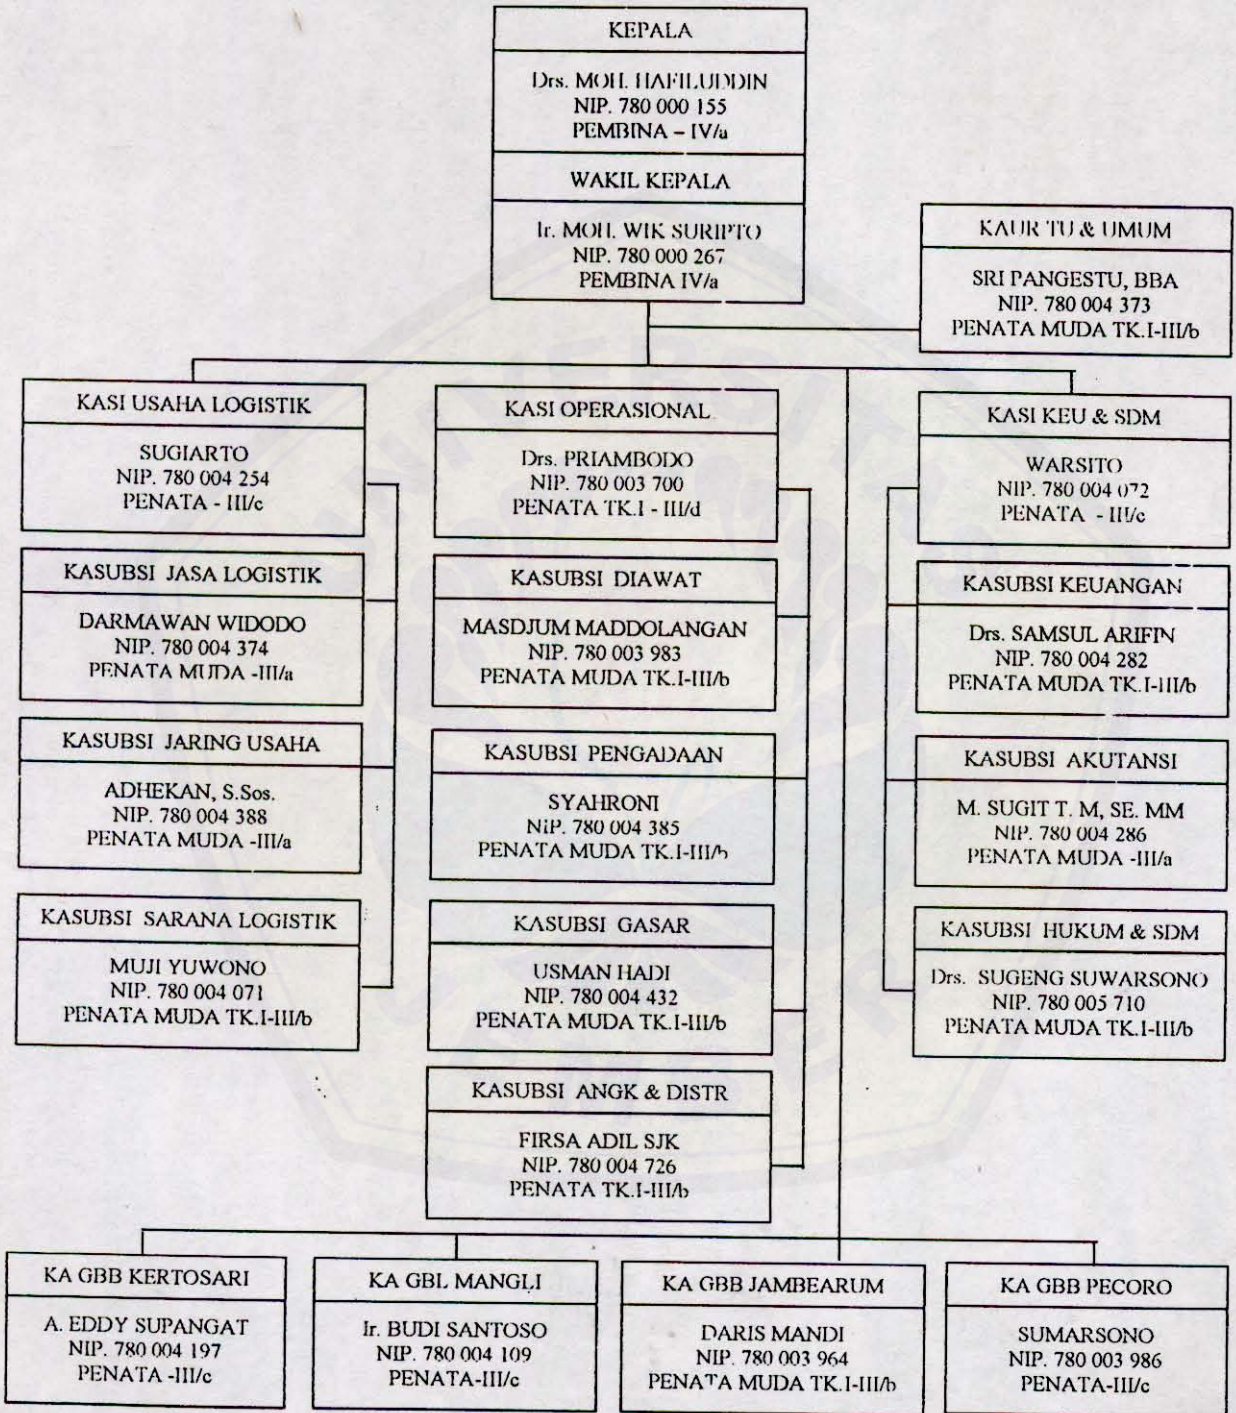 KEPALA
Drs. MOH. HAFILUDDIN
NIP. 780 000 155
PEMBINA – IV/a
WAKIL KEPALA
Ir. MOH. WIK SURIPTO
NIP. 780 000 267
PEMBINA IV/a
KAUR TU & UMUM
SRI PANGESTU, BBA
NIP. 780 004 373
PENATA MUDA TK.I-III/b
KASI USAHA LOGISTIK
SUGIARTO
NIP. 780 004 254
PENATA - III/c
KASUBSI JASA LOGISTIK
DARMAWAN WIDODO
NIP. 780 004 374
PENATA MUDA -III/a
KASUBSI JARING USAHA
ADHEKAN, S.Sos.
NIP. 780 004 388
PENATA MUDA -III/a
KASUBSI SARANA LOGISTIK
MUJI YUWONO
NIP. 780 004 071
PENATA MUDA TK.I-III/b
KASI OPERASIONAL
Drs. PRIAMBODO
NIP. 780 003 700
PENATA TK.I - III/d
KASUBSI DIAWAT
MASDJUM MADDOLANGAN
NIP. 780 003 983
PENATA MUDA TK.I-III/b
KASUBSI PENGADAAN
SYAHRONI
NIP. 780 004 385
PENATA MUDA TK.I-III/b
KASUBSI GASAR
USMAN HADI
NIP. 780 004 432
PENATA MUDA TK.I-III/b
KASUBSI ANGK & DISTR
FIRSA ADIL SJK
NIP. 780 004 726
PENATA TK.I-III/b
KASI KEU & SDM
WARSITO
NIP. 780 004 072
PENATA - III/c
KASUBSI KEUANGAN
Drs. SAMSUL ARIFIN
NIP. 780 004 282
PENATA MUDA TK.I-III/b
KASUBSI AKUTANSI
M. SUGIT T. M, SE. MM
NIP. 780 004 286
PENATA MUDA -III/a
KASUBSI HUKUM & SDM
Drs. SUGENG SUWARSONO
NIP. 780 005 710
PENATA MUDA TK.I-III/b
KA GBB KERTOSARI
A. EDDY SUPANGAT
NIP. 780 004 197
PENATA -III/c
KA GBL MANGLI
Ir. BUDI SANTOSO
NIP. 780 004 109
PENATA-III/c
KA GBB JAMBEARUM
DARIS MANDI
NIP. 780 003 964
PENATA MUDA TK.I-III/b
KA GBB PECORO
SUMARSONO
NIP. 780 003 986
PENATA-III/c
UNIVERSITAS
JEMBER